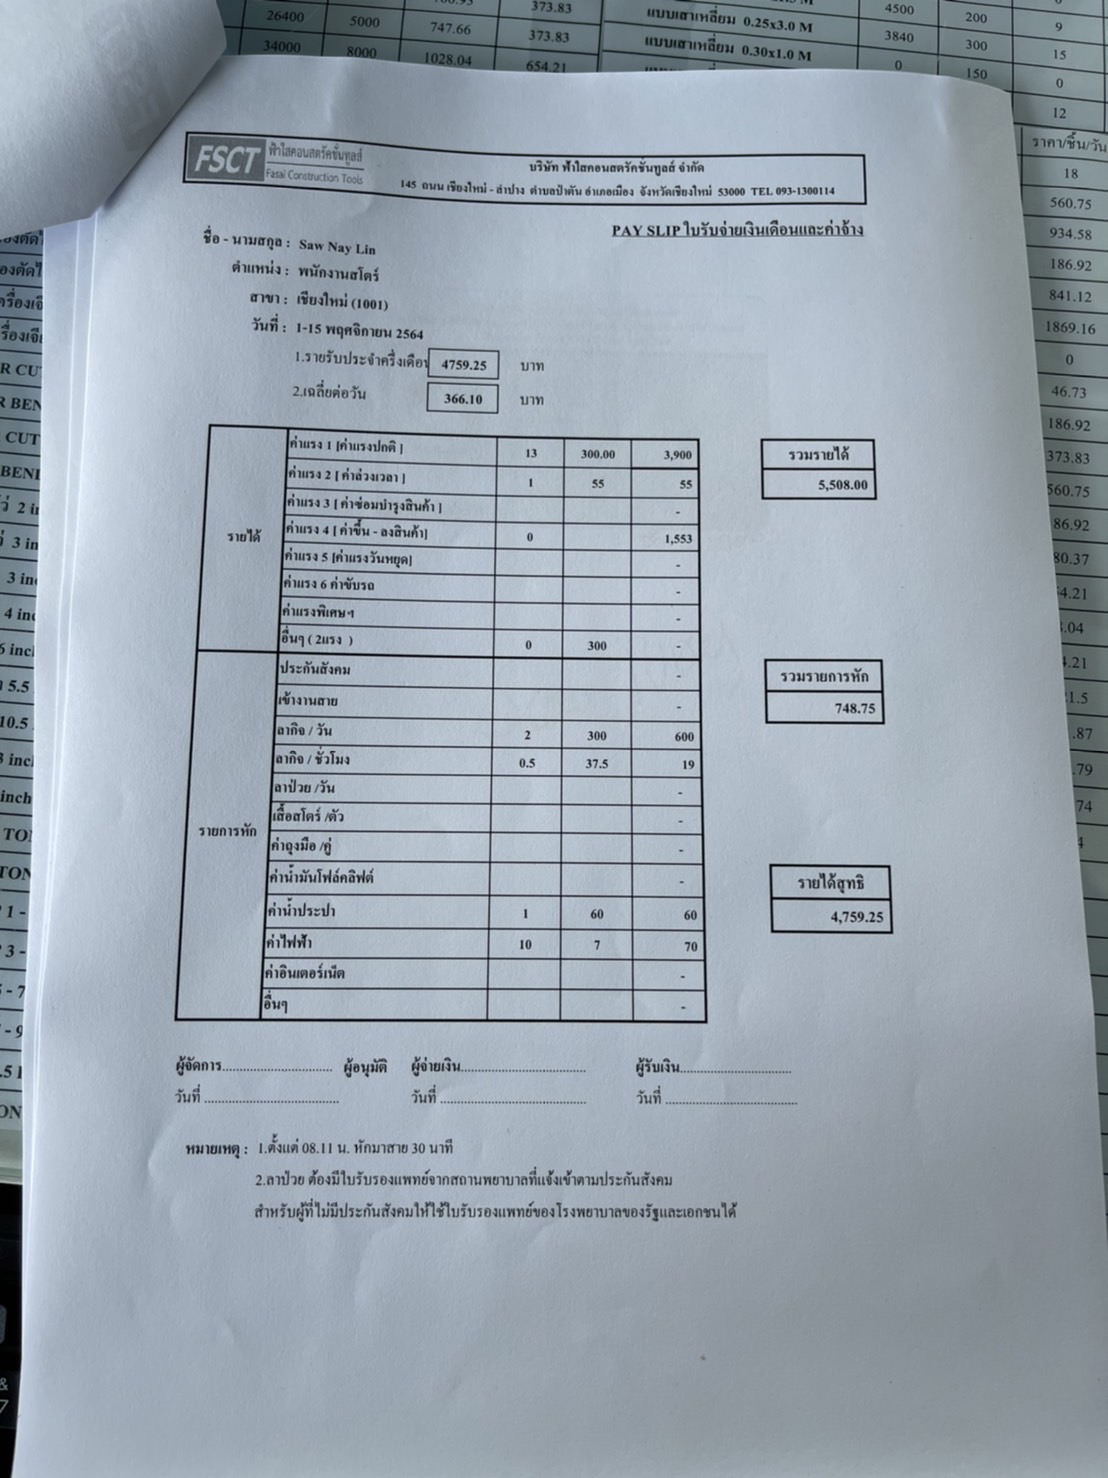 26400 5000 747.66 373.83
34000 8000 1028.04 654.21
373.83
แบบเสาเหลี่ยม 0.25x3.0 M 4500 200 9
แบบเสาเหลี่ยม 0.30x1.0 M 3840 300 15
0 150 0
12
ราคา/ชิ้น/วัน
18
560.75
934.58
186.92
841.12
1869.16
0
46.73
186.92
373.83
560.75
FSCT ฟ้าใสคอนสตรัคชั่นทูลส์
Fasai Construction Tools
บริษัท ฟ้าใสคอนสตรัคชั่นทูลส์ จำกัด
145 ถนน เชียงใหม่ - ลำปาง ตำบลป่าตัน อำเภอเมือง จังหวัดเชียงใหม่ 53000 TEL 093-1300114
PAY SLIP ใบรับจ่ายเงินเดือนและค่าจ้าง
ชื่อ - นามสกุล : Saw Nay Lin
ตำแหน่ง : พนักงานสโตร์
สาขา : เชียงใหม่ (1001)
วันที่ : 1-15 พฤศจิกายน 2564
1.รายรับประจำครึ่งเดือน 4759.25 บาท
2.เฉลี่ยต่อวัน 366.10 บาท
รายได้
ค่าแรง 1 [ค่าแรงปกติ ] 13 300.00 3,900
ค่าแรง 2 [ ค่าล่วงเวลา ] 1 55 55
ค่าแรง 3 [ ค่าซ่อมบำรุงสินค้า ] -
ค่าแรง 4 [ ค่าขึ้น - ลงสินค้า] 0 1,553
ค่าแรง 5 [ค่าแรงวันหยุด] -
ค่าแรง 6 ค่าขับรถ -
ค่าแรงพิเศษฯ -
อื่นๆ ( 2แรง ) 0 300 -
รวมรายได้
5,508.00
รายการหัก
ประกันสังคม -
เข้างานสาย -
ลากิจ / วัน 2 300 600
ลากิจ / ชั่วโมง 0.5 37.5 19
ลาป่วย /วัน -
เสื้อสโตร์ /ตัว -
ค่าถุงมือ /คู่ -
ค่าน้ำมันโฟล์คลิฟต์ -
ค่าน้ำประปา 1 60 60
ค่าไฟฟ้า 10 7 70
ค่าอินเตอร์เน็ต -
อื่นๆ -
รวมรายการหัก
748.75
รายได้สุทธิ
4,759.25
ผู้จัดการ.............................. ผู้อนุมัติ ผู้จ่ายเงิน.................................. ผู้รับเงิน..............................
วันที่ .................................... วันที่ ....................................... วันที่ ...................................
หมายเหตุ : 1.ตั้งแต่ 08.11 น. หักมาสาย 30 นาที
2.ลาป่วย ต้องมีใบรับรองแพทย์จากสถานพยาบาลที่แจ้งเข้าตามประกันสังคม
สำหรับผู้ที่ไม่มีประกันสังคมให้ใช้ใบรับรองแพทย์ของโรงพยาบาลของรัฐและเอกชนได้